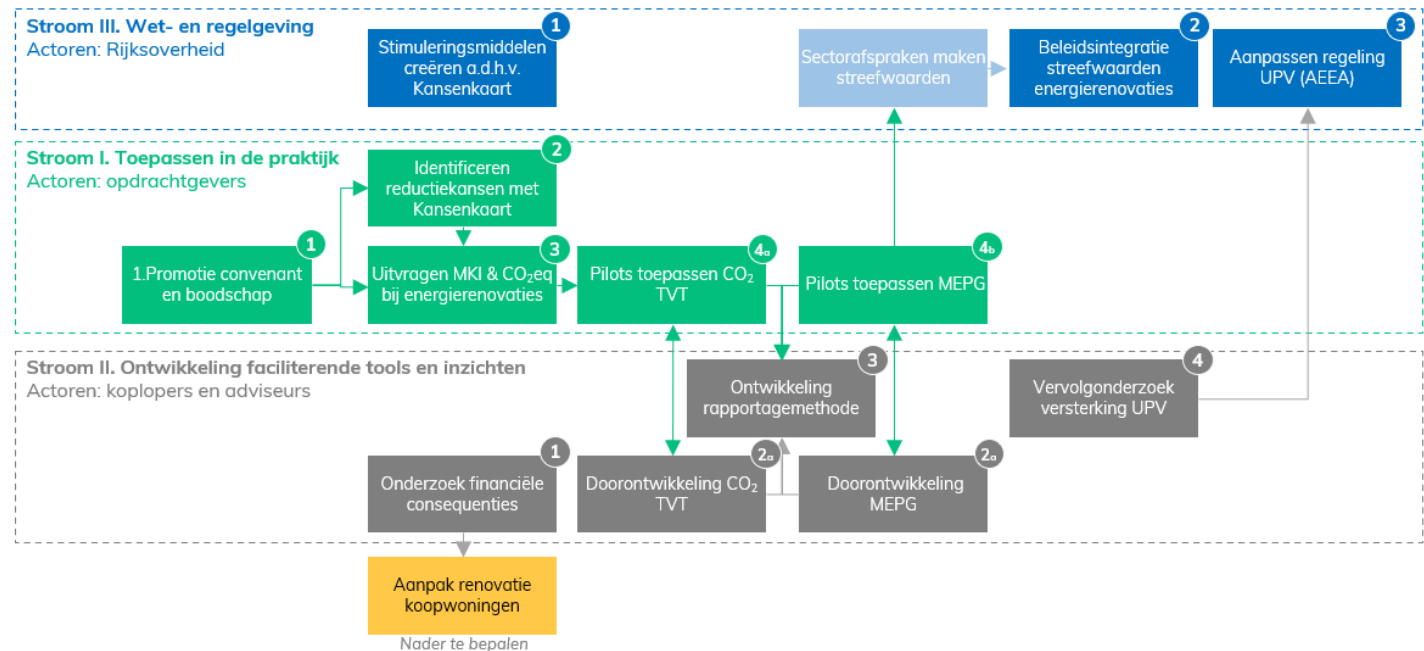 Stroom III. Wet- en regelgeving
Actoren: Rijksoverheid
1
Stimuleringsmiddelen
creëren a.d.h.v.
Kansenkaart
Sectorafspraken maken
streefwaarden
2
Beleidsintegratie
streefwaarden
energierenovaties
3
Aanpassen regeling
UPV (AEEA)
Stroom I. Toepassen in de praktijk
Actoren: opdrachtgevers
2
Identificeren
reductiekansen met
Kansenkaart
1
1.Promotie convenant
en boodschap
3
Uitvragen MKI & CO₂eq
bij energierenovaties
4a
Pilots toepassen CO₂
TVT
4b
Pilots toepassen MEPG
Stroom II. Ontwikkeling faciliterende tools en inzichten
Actoren: koplopers en adviseurs
3
Ontwikkeling
rapportagemethode
4
Vervolgonderzoek
versterking UPV
1
Onderzoek financiële
consequenties
2a
Doorontwikkeling CO₂
TVT
2a
Doorontwikkeling
MEPG
Aanpak renovatie
koopwoningen
Nader te bepalen